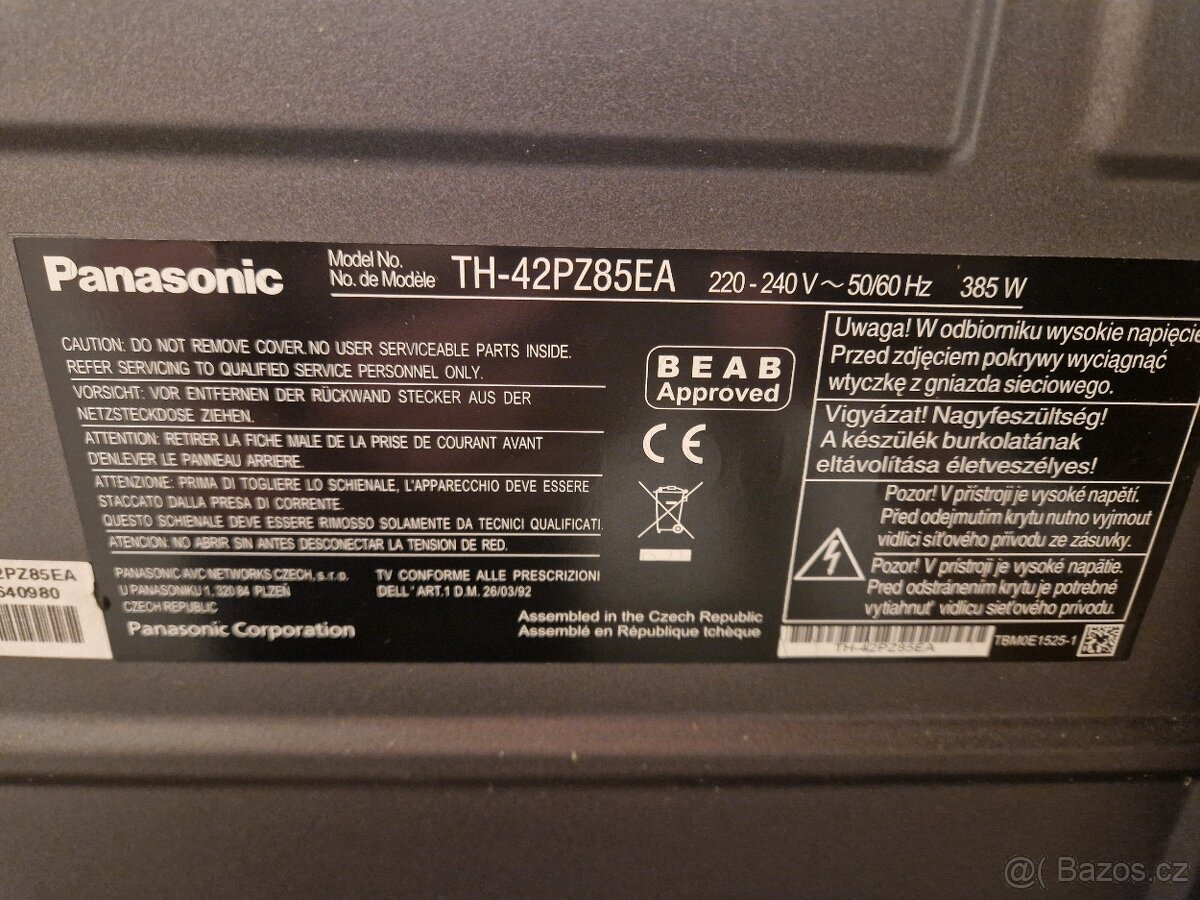 Panasonic
Model No.
No. de Modèle
TH-42PZ85EA
220 - 240 V ~ 50/60 Hz
385 W
CAUTION: DO NOT REMOVE COVER. NO USER SERVICEABLE PARTS INSIDE.
REFER SERVICING TO QUALIFIED SERVICE PERSONNEL ONLY.
VORSICHT: VOR ENTFERNEN DER RÜCKWAND STECKER AUS DER
NETZSTECKDOSE ZIEHEN.
ATTENTION: RETIRER LA FICHE MALE DE LA PRISE DE COURANT AVANT
D'ENLEVER LE PANNEAU ARRIERE.
ATTENZIONE: PRIMA DI TOGLIERE LO SCHIENALE, L'APPARECCHIO DEVE ESSERE
STACCATO DALLA PRESA DI CORRENTE.
QUESTO SCHIENALE DEVE ESSERE RIMOSSO SOLAMENTE DA TECNICI QUALIFICATI.
ATENCION: NO ABRIR SIN ANTES DESCONECTAR LA TENSION DE RED.
PANASONIC AVC NETWORKS CZECH, s.r.o.
U PANASONIKU 1, 320 84 PLZEŇ
CZECH REPUBLIC
TV CONFORME ALLE PRESCRIZIONI
DELL' ART.1 D.M. 26/03/92
Panasonic Corporation
Assembled in the Czech Republic
Assemblé en République tchèque
BEAB
Approved
CE
Uwaga! W odbiorniku wysokie napięcie
Przed zdjęciem pokrywy wyciągnąć
wtyczkę z gniazda sieciowego.
Vigyázat! Nagyfeszültség!
A készülék burkolatának
eltávolítása életveszélyes!
Pozor! V přístroji je vysoké napětí.
Před odejmutím krytu nutno vyjmout
vidlici síťového přívodu ze zásuvky.
Pozor! V prístroji je vysoké napätie.
Pred odstránením krytu je potrebné
vytiahnuť vidlicu sieťového prívodu.
TH-42PZ85EA
TBM0E1525-1
2PZ85EA
640980
@( Bazos.cz